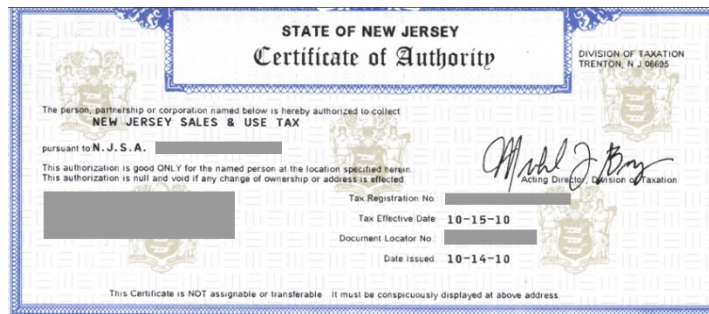 STATE OF NEW JERSEY
Certificate of Authority
DIVISION OF TAXATION
TRENTON, N J 08695
The person, partnership or corporation named below is hereby authorized to collect
NEW JERSEY SALES & USE TAX
pursuant to N.J.S.A.
This authorization is good ONLY for the named person at the location specified herein.
This authorization is null and void if any change of ownership or address is effected.
Acting Director, Division of Taxation
Tax Registration No.
Tax Effective Date 10-15-10
Document Locator No.
Date Issued 10-14-10
This Certificate is NOT assignable or transferable. It must be conspicuously displayed at above address.